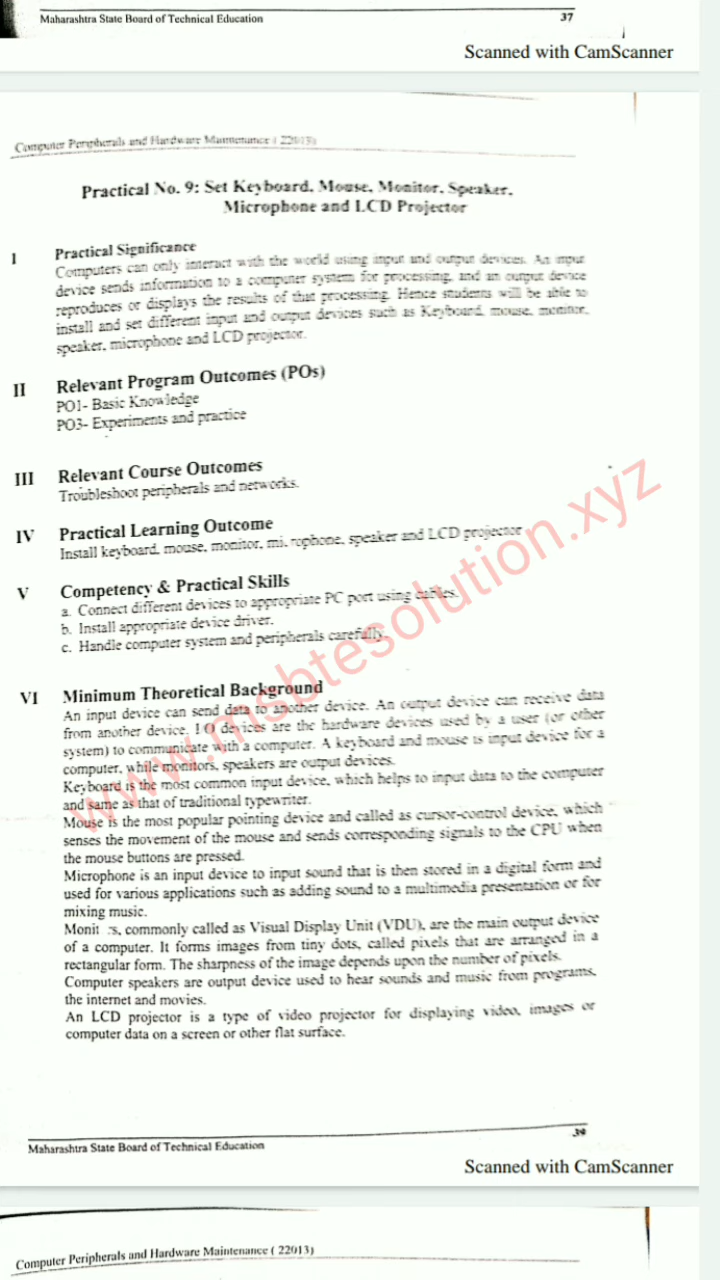 Maharashtra State Board of Technical Education 37
Scanned with CamScanner
Computer Peripherals and Hardware Maintenance ( 22013)
Practical No. 9: Set Keyboard, Mouse, Monitor, Speaker,
Microphone and LCD Projector
I Practical Significance
Computers can only interact with the world using input and output devices. An input
device sends information to a computer system for processing, and an output device
reproduces or displays the results of that processing. Hence students will be able to
install and set different input and output devices such as Keyboard, mouse, monitor,
speaker, microphone and LCD projector.
II Relevant Program Outcomes (POs)
PO1- Basic Knowledge
PO3- Experiments and practice
III Relevant Course Outcomes
Troubleshoot peripherals and networks.
IV Practical Learning Outcome
Install keyboard, mouse, monitor, mi rophone, speaker and LCD projector
V Competency & Practical Skills
a. Connect different devices to appropriate PC port using cables.
b. Install appropriate device driver.
c. Handle computer system and peripherals carefully.
www.msbtesolution.xyz
VI Minimum Theoretical Background
An input device can send data to another device. An output device can receive data
from another device. I O devices are the hardware devices used by a user (or other
system) to communicate with a computer. A keyboard and mouse is input device for a
computer, while monitors, speakers are output devices.
Keyboard is the most common input device, which helps to input data to the computer
and same as that of traditional typewriter.
Mouse is the most popular pointing device and called as cursor-control device, which
senses the movement of the mouse and sends corresponding signals to the CPU when
the mouse buttons are pressed.
Microphone is an input device to input sound that is then stored in a digital form and
used for various applications such as adding sound to a multimedia presentation or for
mixing music.
Monit rs, commonly called as Visual Display Unit (VDU), are the main output device
of a computer. It forms images from tiny dots, called pixels that are arranged in a
rectangular form. The sharpness of the image depends upon the number of pixels.
Computer speakers are output device used to hear sounds and music from programs,
the internet and movies.
An LCD projector is a type of video projector for displaying video, images or
computer data on a screen or other flat surface.
Maharashtra State Board of Technical Education
Scanned with CamScanner
Computer Peripherals and Hardware Maintenance ( 22013)